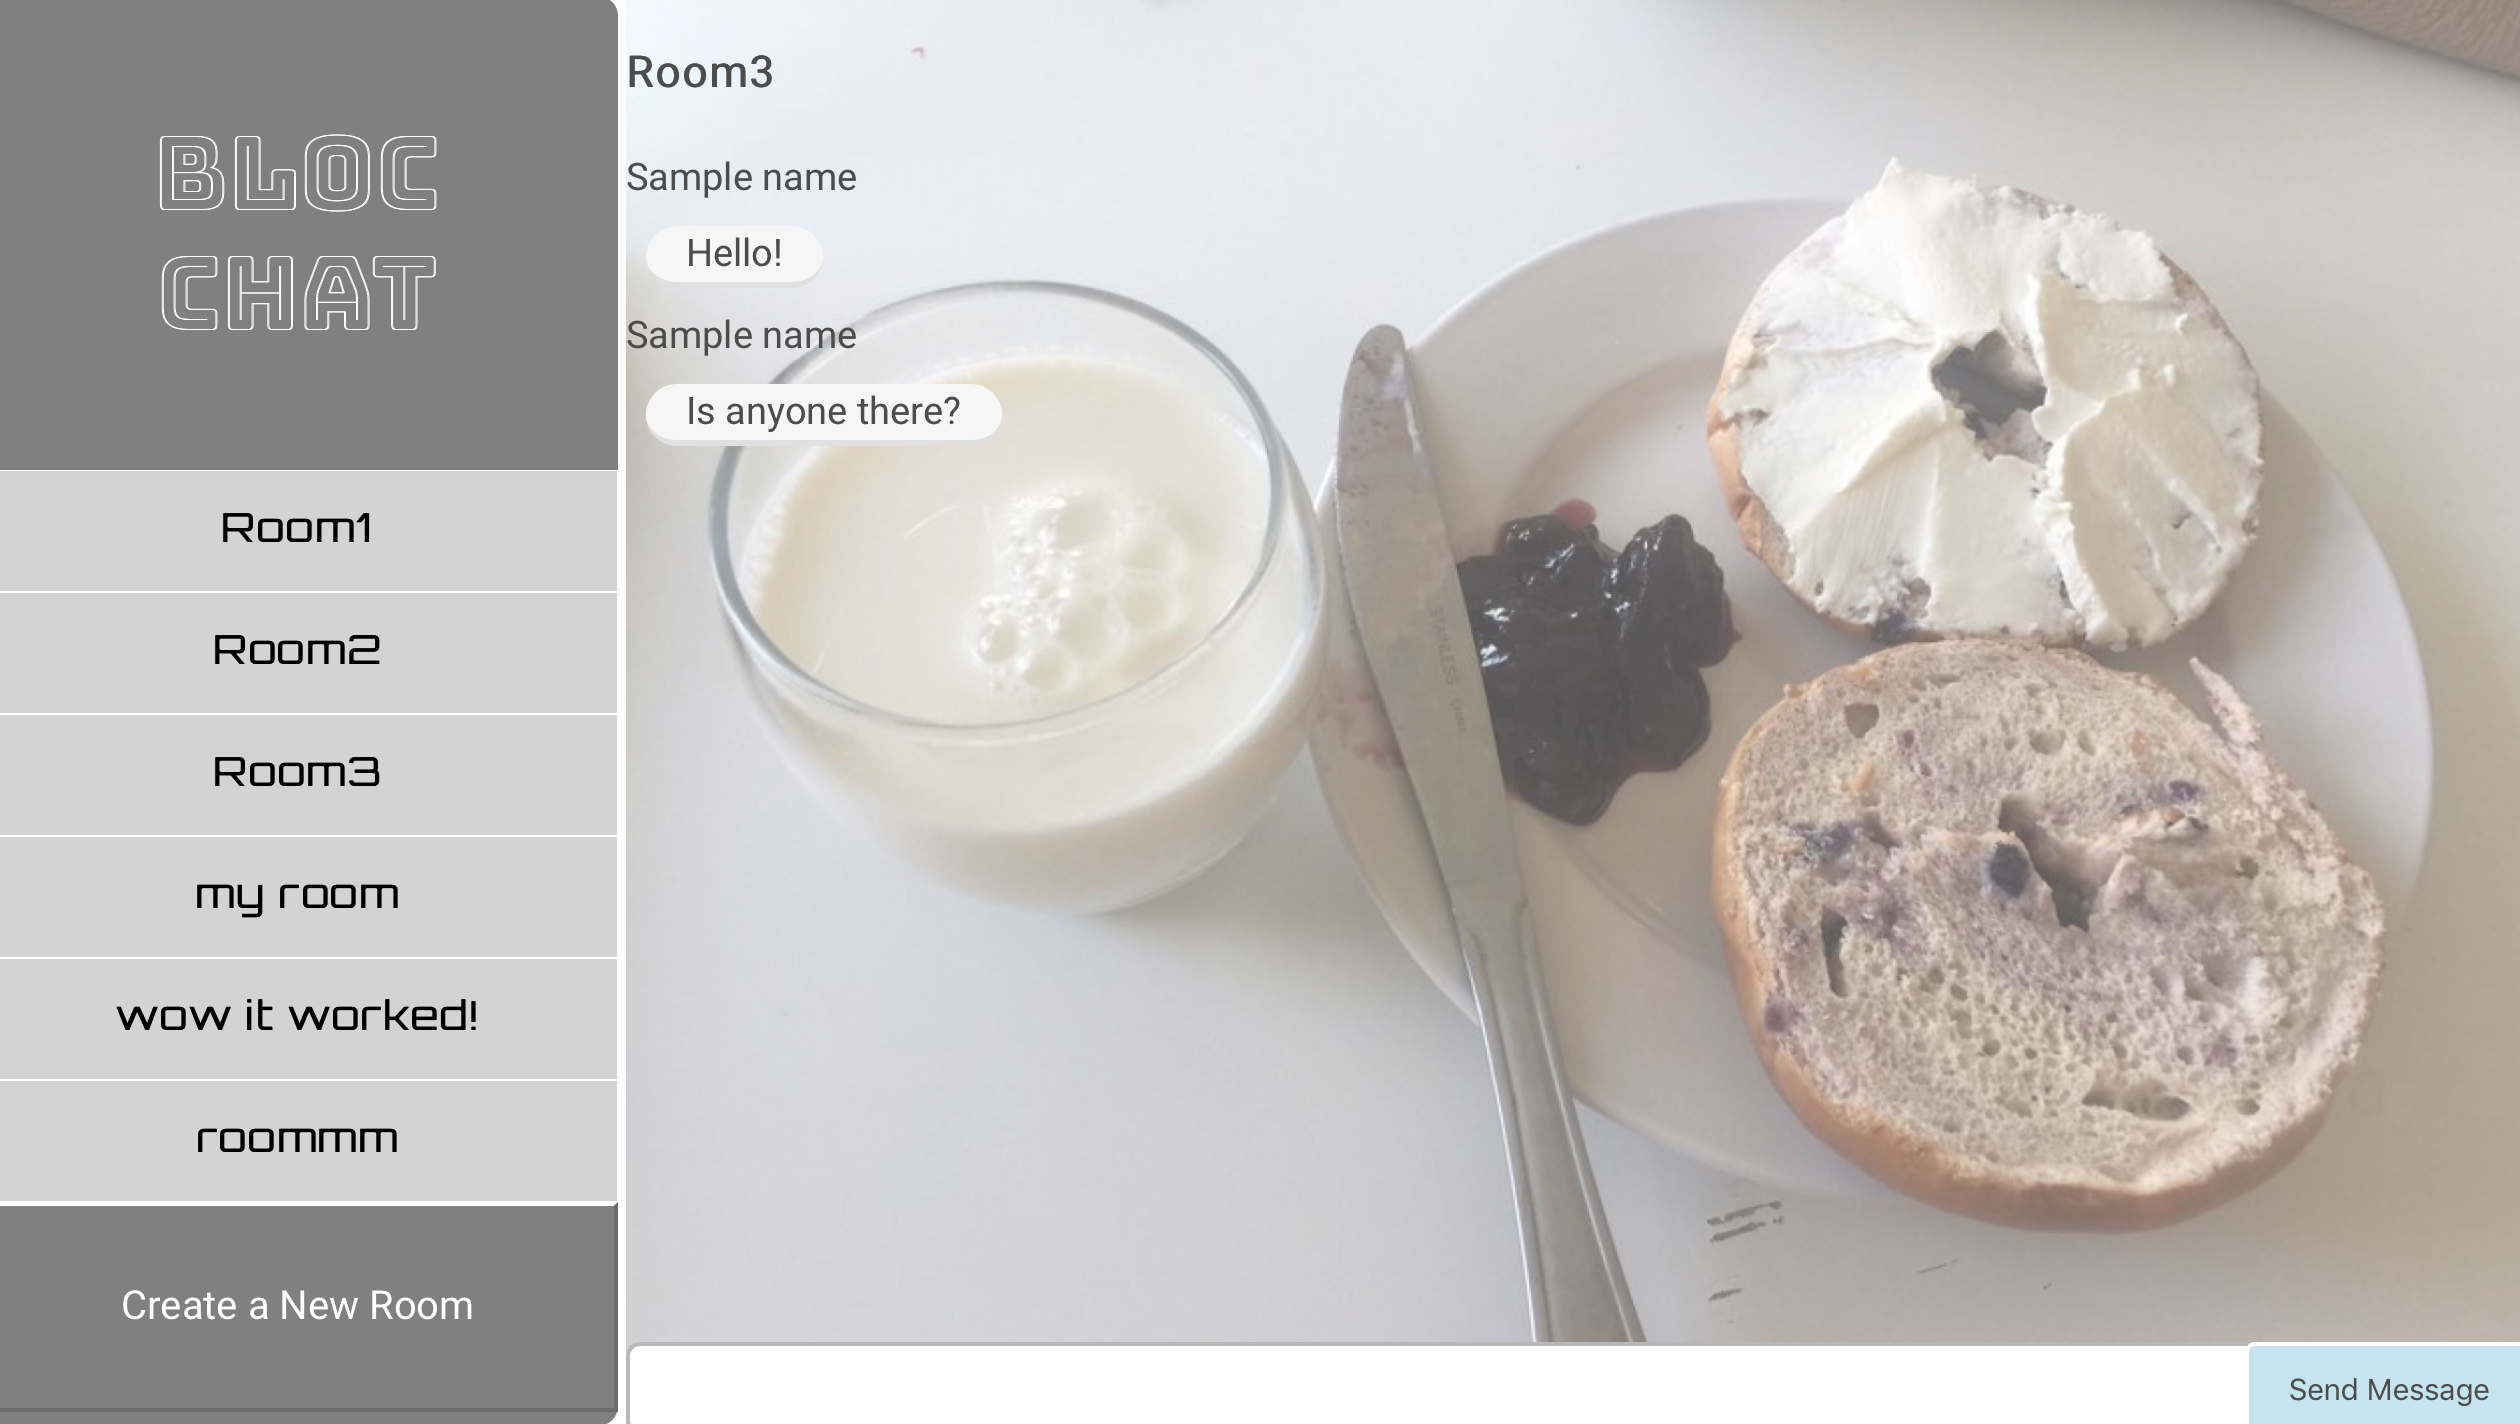 BLOC
CHAT
Room1
Room2
Room3
my room
wow it worked!
roommm
Create a New Room
Room3
Sample name
Hello!
Sample name
Is anyone there?
STAINLESS
Send Message